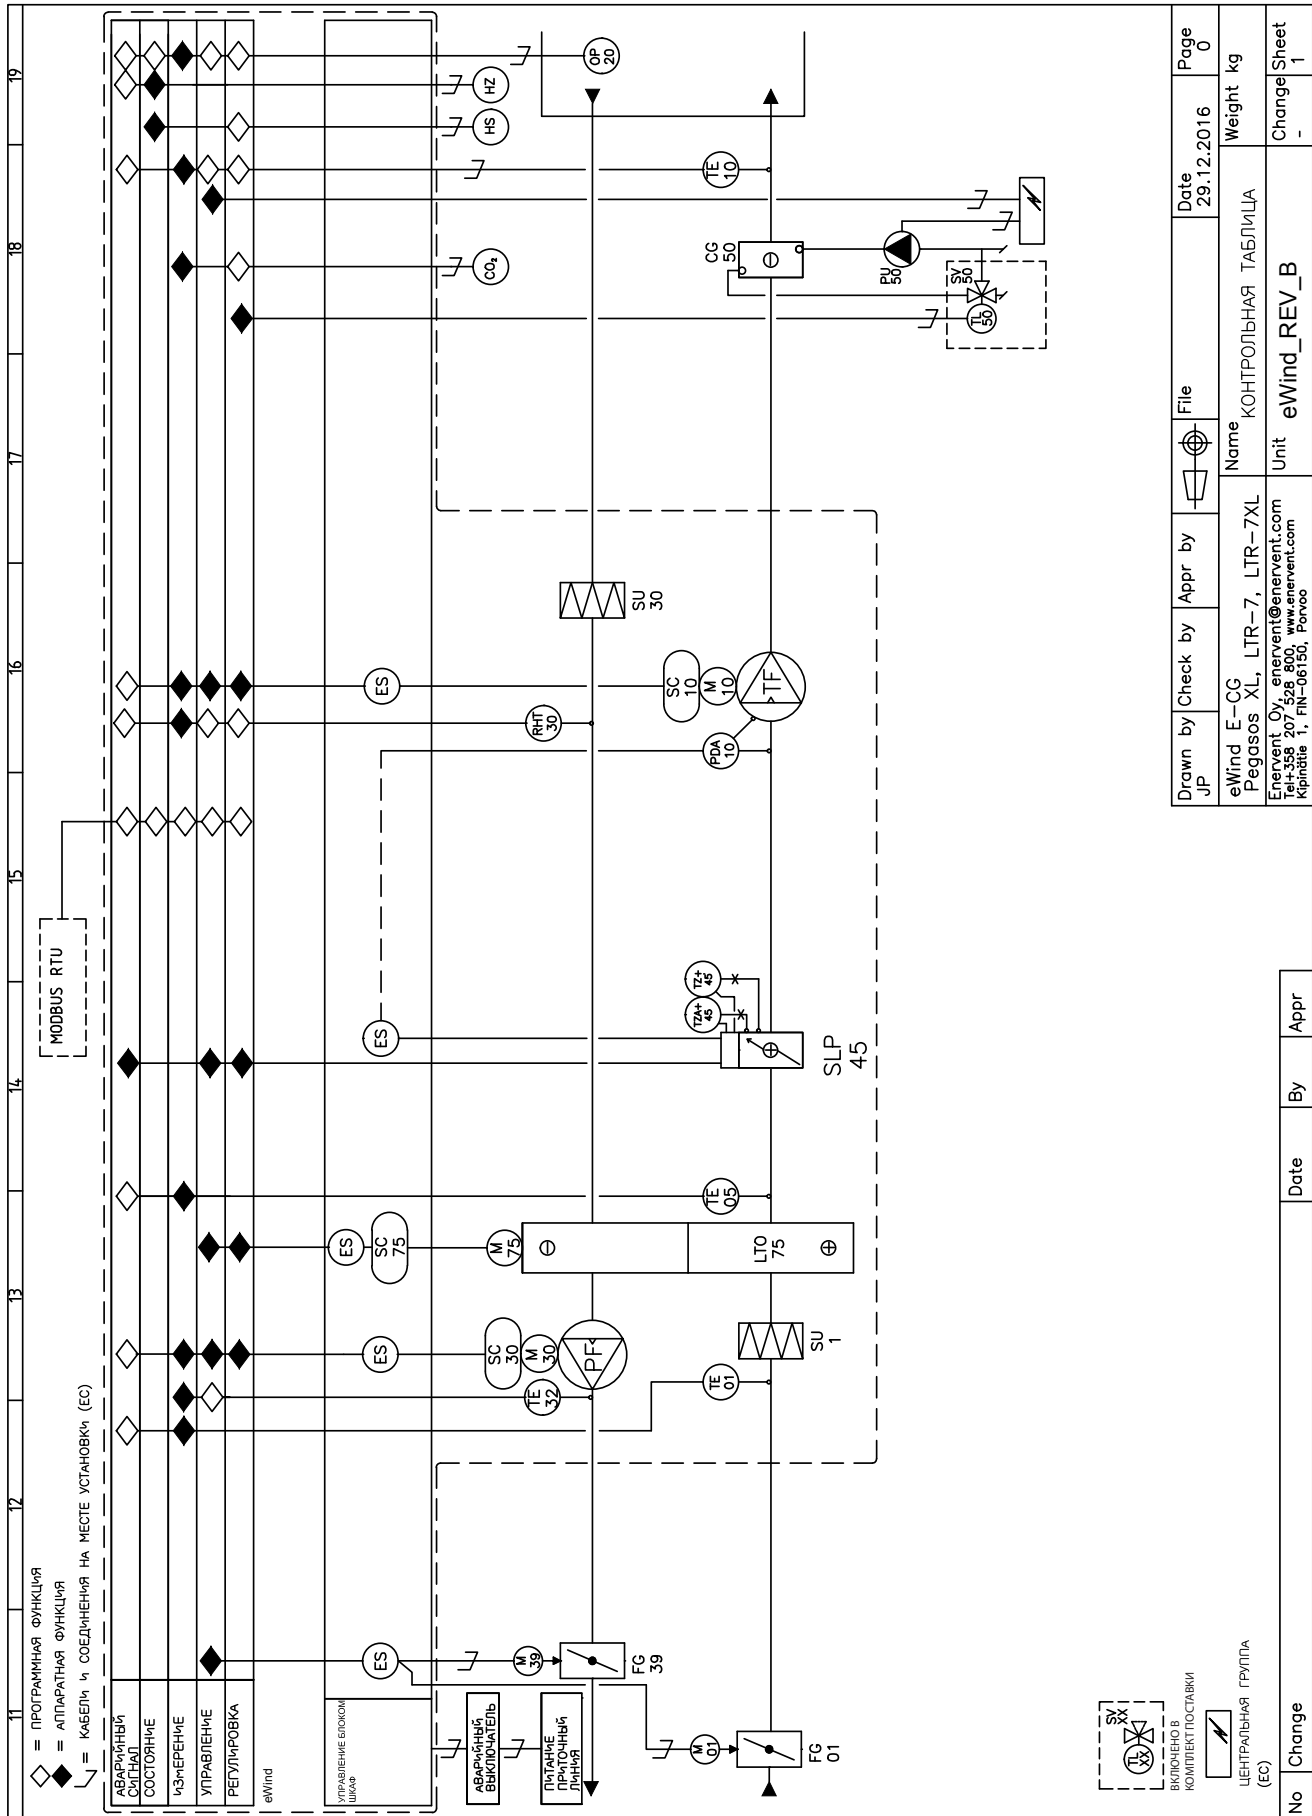 11
12
13
14
15
16
17
18
19
= ПРОГРАММНАЯ ФУНКЦИЯ
= АППАРАТНАЯ ФУНКЦИЯ
= КАБЕЛИ И СОЕДИНЕНИЯ НА МЕСТЕ УСТАНОВКИ (EC)
MODBUS RTU
АВАРИЙНЫЙ
СИГНАЛ
СОСТОЯНИЕ
ИЗМЕРЕНИЕ
УПРАВЛЕНИЕ
РЕГУЛИРОВКА
eWind
УПРАВЛЕНИЕ БЛОКОМ
ШКАФ
ES
ES
ES
ES
ES
SC
75
АВАРИЙНЫЙ
ВЫКЛЮЧАТЕЛЬ
ПИТАНИЕ
ПРИТОЧНЫЙ
ЛИНИЯ
M
39
FG
39
TE
32
SC
30
M
30
PF
M
75
RHT
30
SU
30
CO₂
HS
HZ
OP
20
M
01
FG
01
TE
01
SU
1
LTO
75
TE
05
TZA+
45
TZ+
45
SLP
45
PDA
10
SC
10
M
10
TF
CG
50
TE
10
PU
50
SV
50
TL
50
SV
XX
TL
XX
ВКЛЮЧЕНО В
КОМПЛЕКТ ПОСТАВКИ
ЦЕНТРАЛЬНАЯ ГРУППА
(EC)
No
Change
Date
By
Appr
Drawn by
JP
Check by
Appr by
File
Date
29.12.2016
Page
0
eWind E-CG
Pegasos XL, LTR-7, LTR-7XL
Name
КОНТРОЛЬНАЯ ТАБЛИЦА
Weight kg
Enervent Oy, enervent@enervent.com
Tel+358 207 528 800, www.enervent.com
Kipinätie 1, FIN-06150, Porvoo
Unit
eWind_REV_B
Change
-
Sheet
1